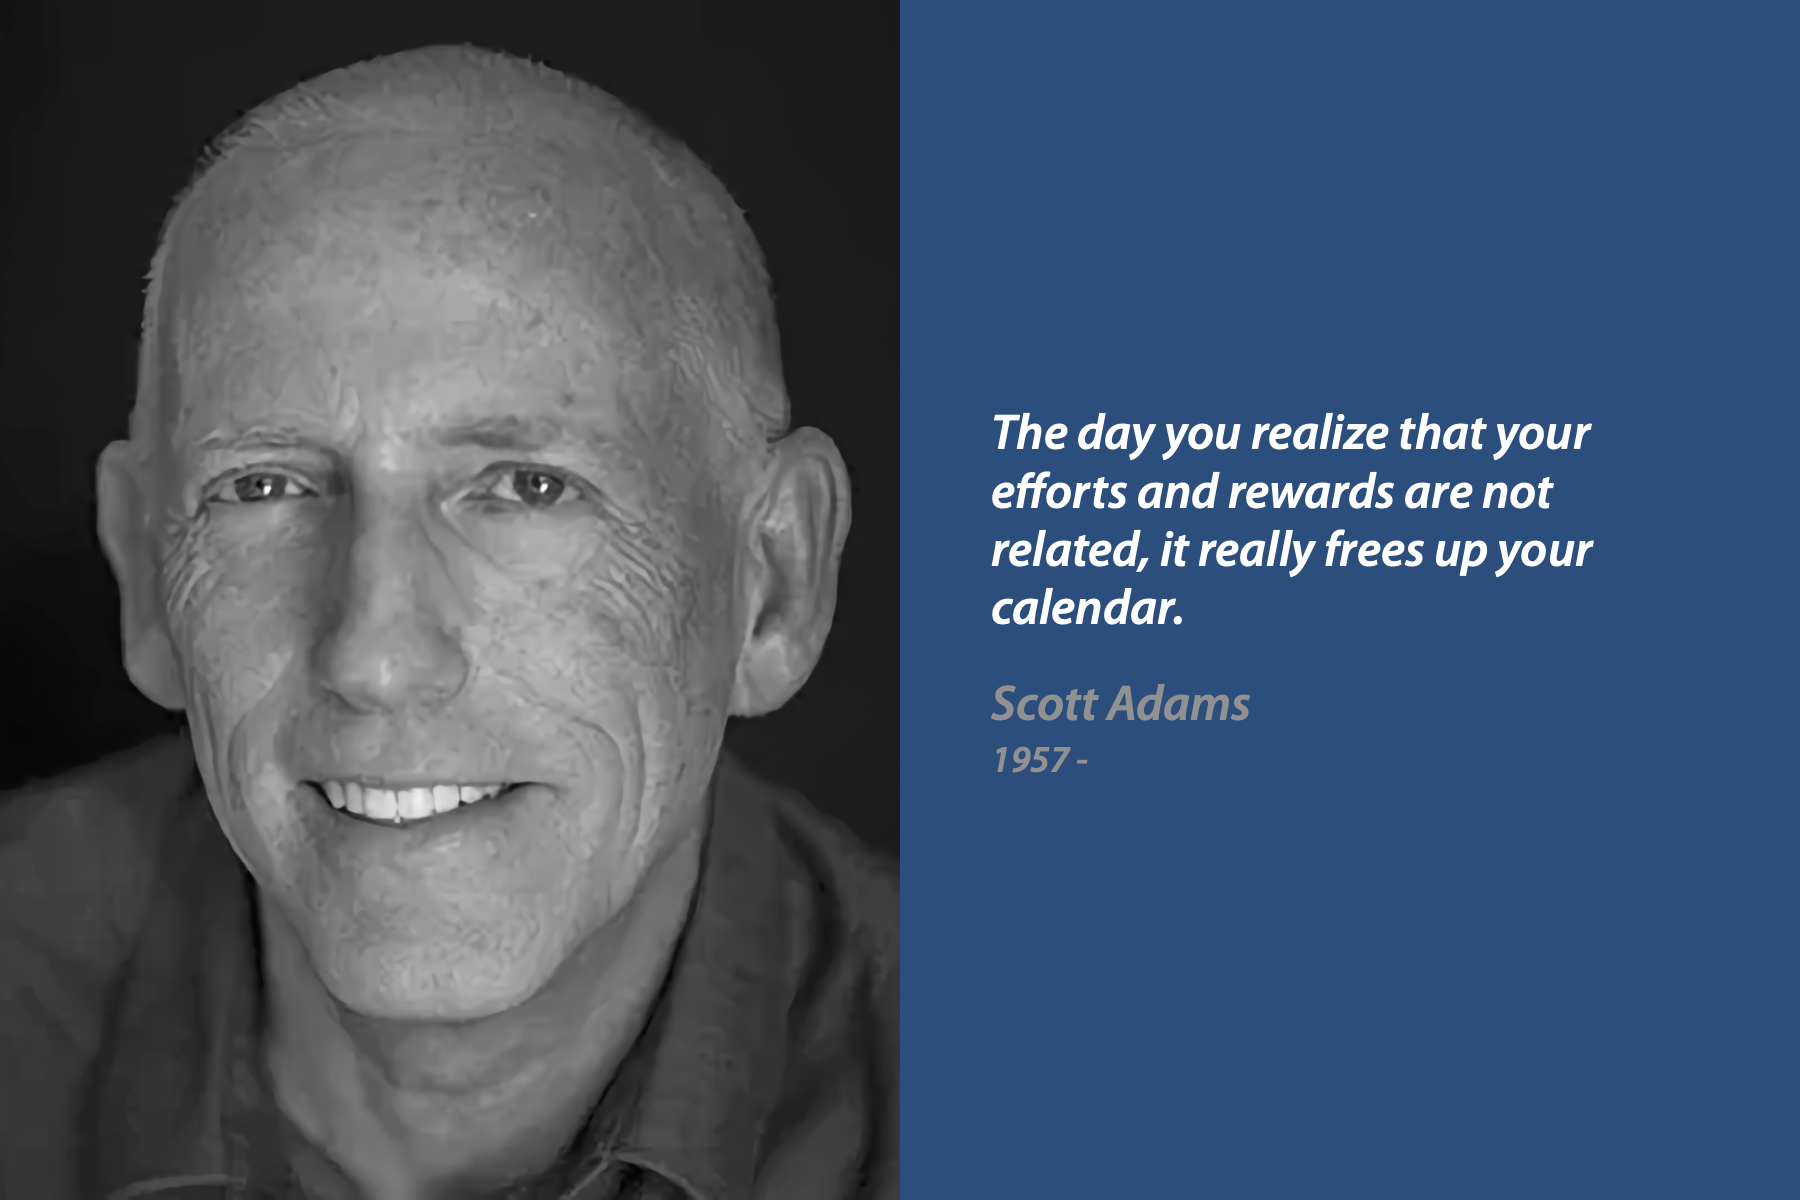 The day you realize that your
efforts and rewards are not
related, it really frees up your
calendar.
Scott Adams
1957 -